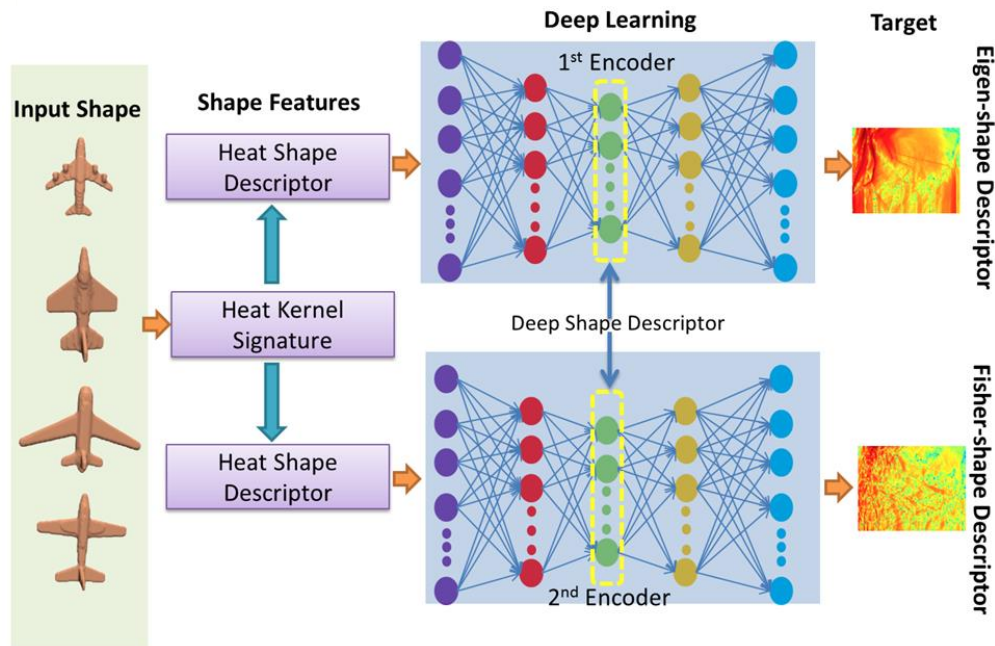 Deep Learning
Target
Input Shape
Shape Features
1st Encoder
Heat Shape
Descriptor
Eigen-shape Descriptor
Heat Kernel
Signature
Deep Shape Descriptor
Heat Shape
Descriptor
Fisher-shape Descriptor
2nd Encoder